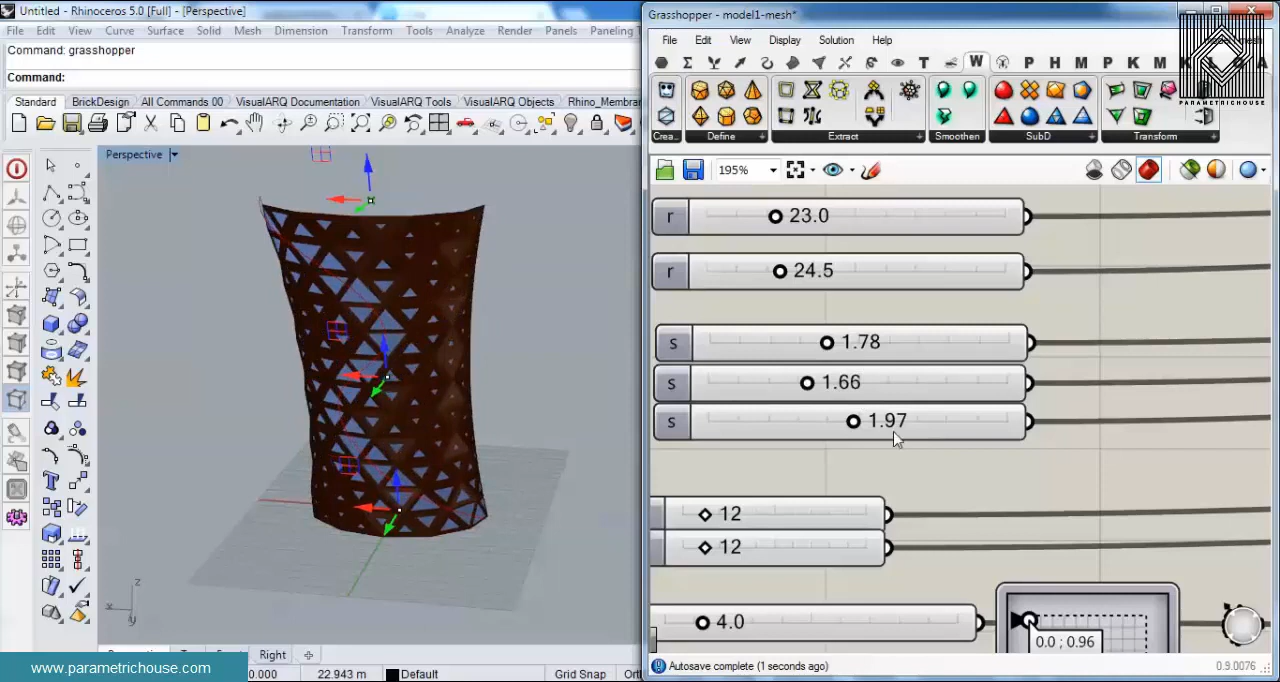 Untitled - Rhinoceros 5.0 [Full] - [Perspective]
File Edit View Curve Surface Solid Mesh Dimension Transform Tools Analyze Render Panels Paneling
Command: grasshopper
Command:
Standard BrickDesign All Commands 00 VisualARQ Documentation VisualARQ Tools VisualARQ Objects Rhino_Membran
Perspective
z
x
Right
0.000 22.943 m Default Grid Snap Ort
www.parametrichouse.com
Grasshopper - model1-mesh*
File Edit View Display Solution Help
T W P H M P K M
PARAMETRICHOUSE
Crea... Define Extract Smoothen SubD Transform
195%
r 23.0
r 24.5
s 1.78
s 1.66
s 1.97
12
12
4.0
0.0 ; 0.96
Autosave complete (1 seconds ago)
0.9.0076